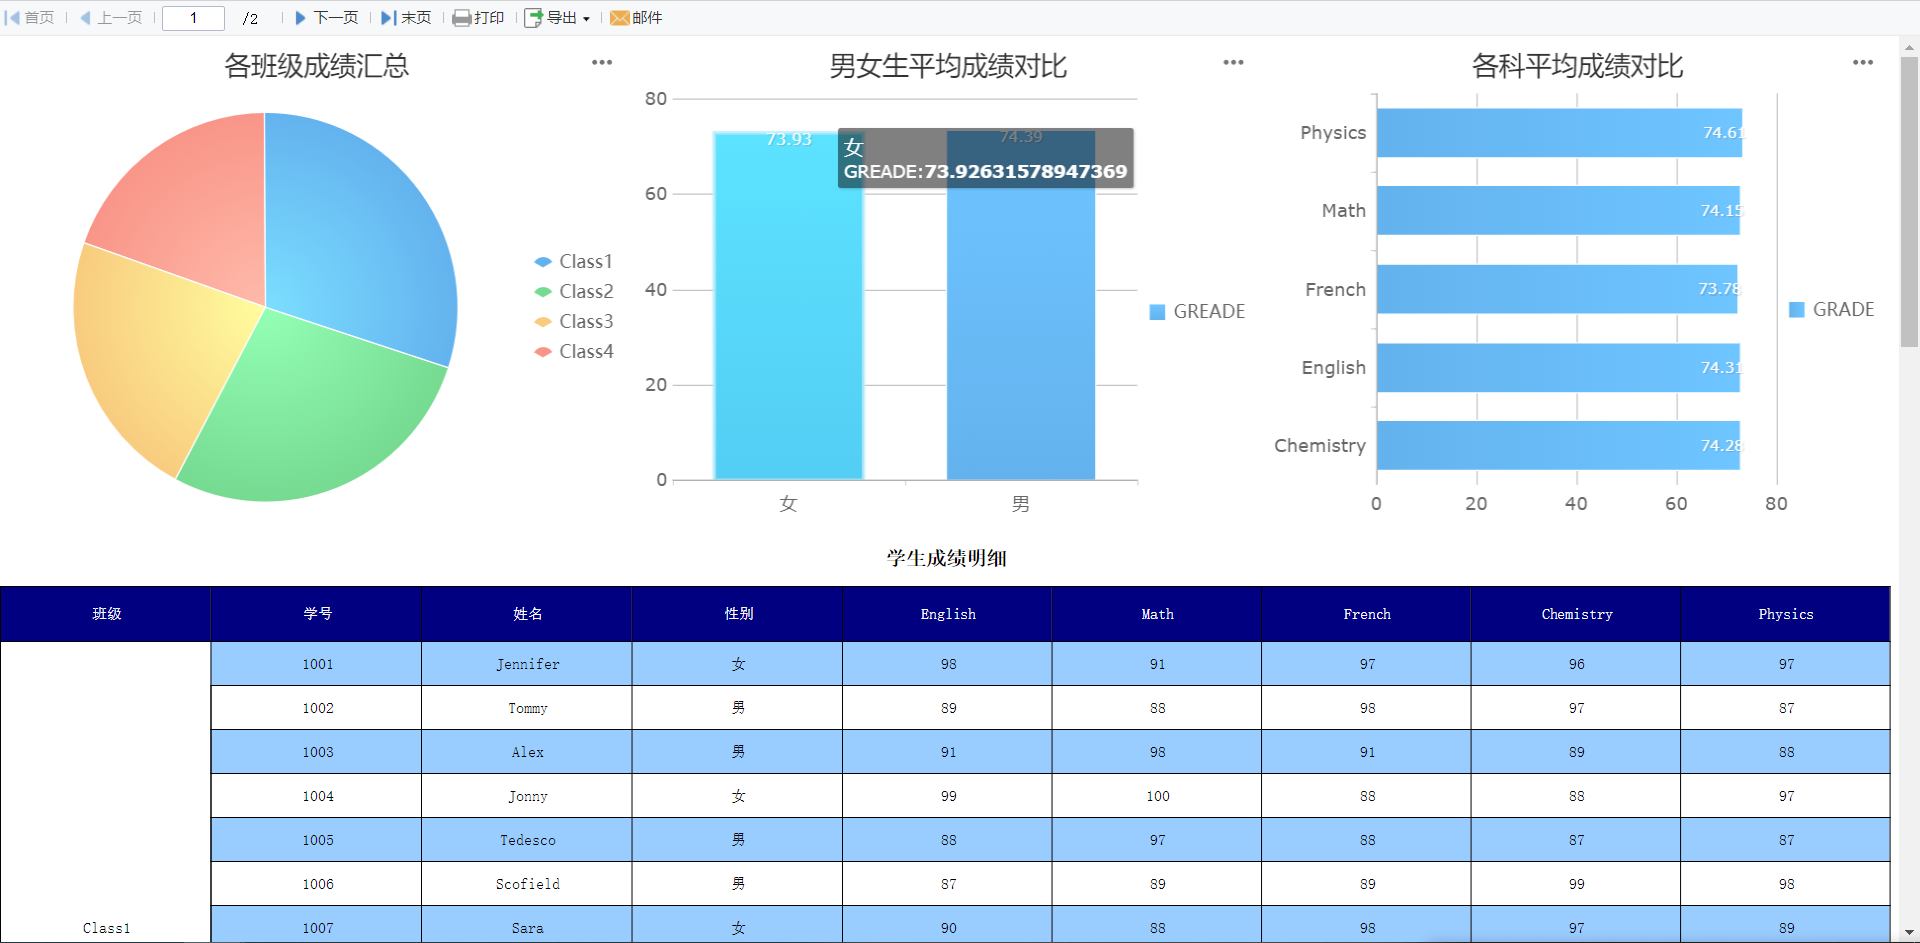 首页 上一页 1 /2 下一页 末页 打印 导出 邮件
各班级成绩汇总
Class1
Class2
Class3
Class4
男女生平均成绩对比
80
60
40
20
0
73.93
74.39
女
GREADE:73.92631578947369
女 男
GREADE
各科平均成绩对比
Physics 74.61
Math 74.15
French 73.78
English 74.31
Chemistry 74.28
0 20 40 60 80
GRADE
学生成绩明细
班级 学号 姓名 性别 English Math French Chemistry Physics
1001 Jennifer 女 98 91 97 96 97
1002 Tommy 男 89 88 98 97 87
1003 Alex 男 91 98 91 89 88
1004 Jonny 女 99 100 88 88 97
1005 Tedesco 男 88 97 88 87 87
1006 Scofield 男 87 89 89 99 98
Class1 1007 Sara 女 90 88 98 97 89